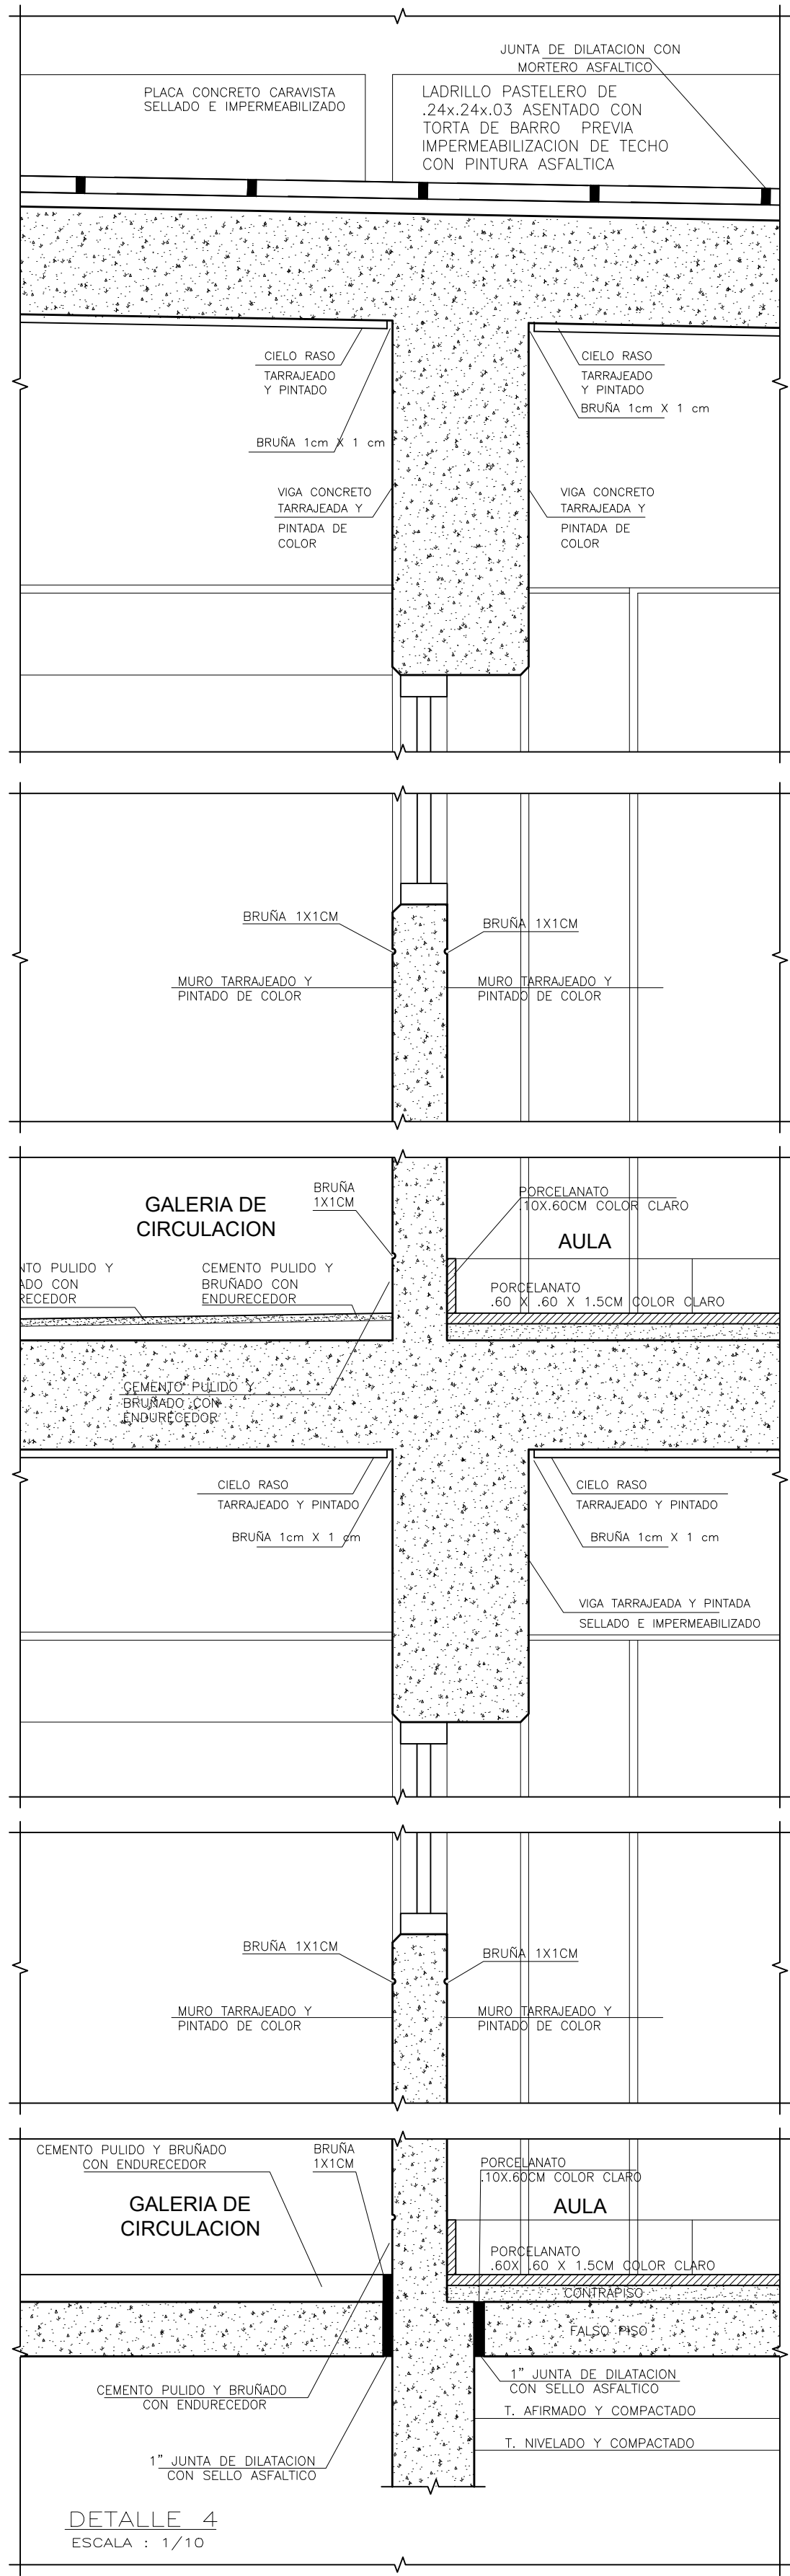 JUNTA DE DILATACION CON
MORTERO ASFALTICO
PLACA CONCRETO CARAVISTA
SELLADO E IMPERMEABILIZADO
LADRILLO PASTELERO DE
.24x.24x.03 ASENTADO CON
TORTA DE BARRO PREVIA
IMPERMEABILIZACION DE TECHO
CON PINTURA ASFALTICA
CIELO RASO
TARRAJEADO
Y PINTADO
BRUÑA 1cm X 1 cm
CIELO RASO
TARRAJEADO
Y PINTADO
BRUÑA 1cm X 1 cm
VIGA CONCRETO
TARRAJEADA Y
PINTADA DE
COLOR
VIGA CONCRETO
TARRAJEADA Y
PINTADA DE
COLOR
BRUÑA 1X1CM
BRUÑA 1X1CM
MURO TARRAJEADO Y
PINTADO DE COLOR
MURO TARRAJEADO Y
PINTADO DE COLOR
GALERIA DE
CIRCULACION
BRUÑA
1X1CM
PORCELANATO
.10X.60CM COLOR CLARO
AULA
NTO PULIDO Y
ADO CON
RECEDOR
CEMENTO PULIDO Y
BRUÑADO CON
ENDURECEDOR
PORCELANATO
.60 X .60 X 1.5CM COLOR CLARO
CEMENTO PULIDO Y
BRUÑADO CON
ENDURECEDOR
CIELO RASO
TARRAJEADO Y PINTADO
BRUÑA 1cm X 1 cm
CIELO RASO
TARRAJEADO Y PINTADO
BRUÑA 1cm X 1 cm
VIGA TARRAJEADA Y PINTADA
SELLADO E IMPERMEABILIZADO
BRUÑA 1X1CM
BRUÑA 1X1CM
MURO TARRAJEADO Y
PINTADO DE COLOR
MURO TARRAJEADO Y
PINTADO DE COLOR
CEMENTO PULIDO Y BRUÑADO
CON ENDURECEDOR
BRUÑA
1X1CM
PORCELANATO
.10X.60CM COLOR CLARO
GALERIA DE
CIRCULACION
AULA
PORCELANATO
.60X .60 X 1.5CM COLOR CLARO
CONTRAPISO
FALSO PISO
CEMENTO PULIDO Y BRUÑADO
CON ENDURECEDOR
1" JUNTA DE DILATACION
CON SELLO ASFALTICO
T. AFIRMADO Y COMPACTADO
T. NIVELADO Y COMPACTADO
1" JUNTA DE DILATACION
CON SELLO ASFALTICO
DETALLE 4
ESCALA : 1/10